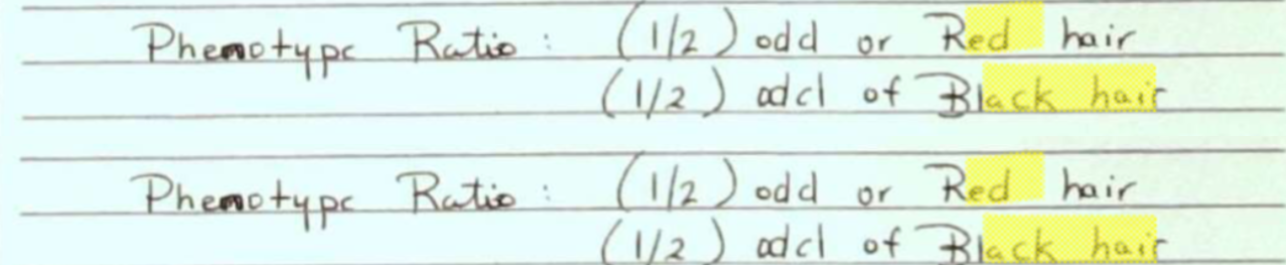 Phenotype Ratio: (1/2) odd or Red hair
(1/2) odd of Black hair
Phenotype Ratio: (1/2) odd or Red hair
(1/2) odd of Black hair